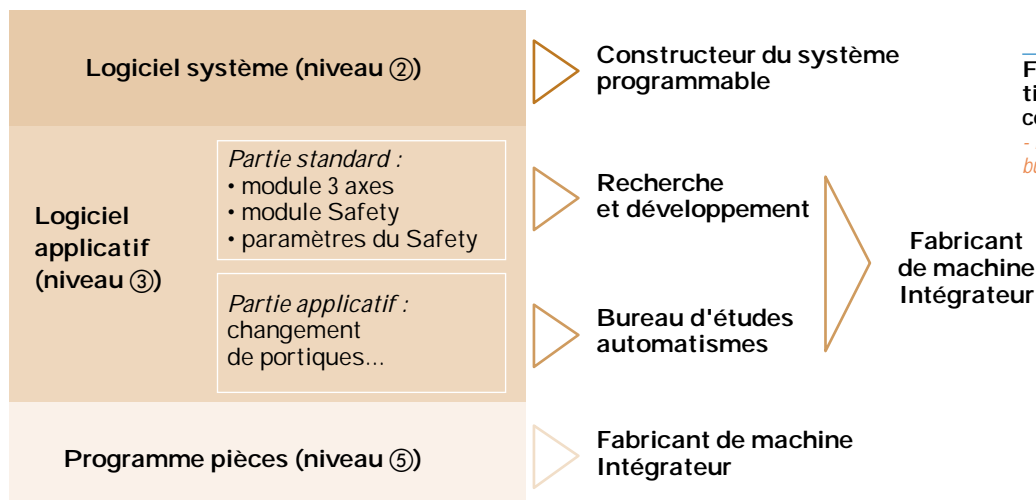 Logiciel système (niveau ②)
Constructeur du système
programmable
Logiciel
applicatif
(niveau ③)
Partie standard :
• module 3 axes
• module Safety
• paramètres du Safety
Recherche
et développement
Partie applicatif :
changement
de portiques...
Bureau d'études
automatismes
Fabricant
de machine
Intégrateur
Programme pièces (niveau ⑤)
Fabricant de machine
Intégrateur